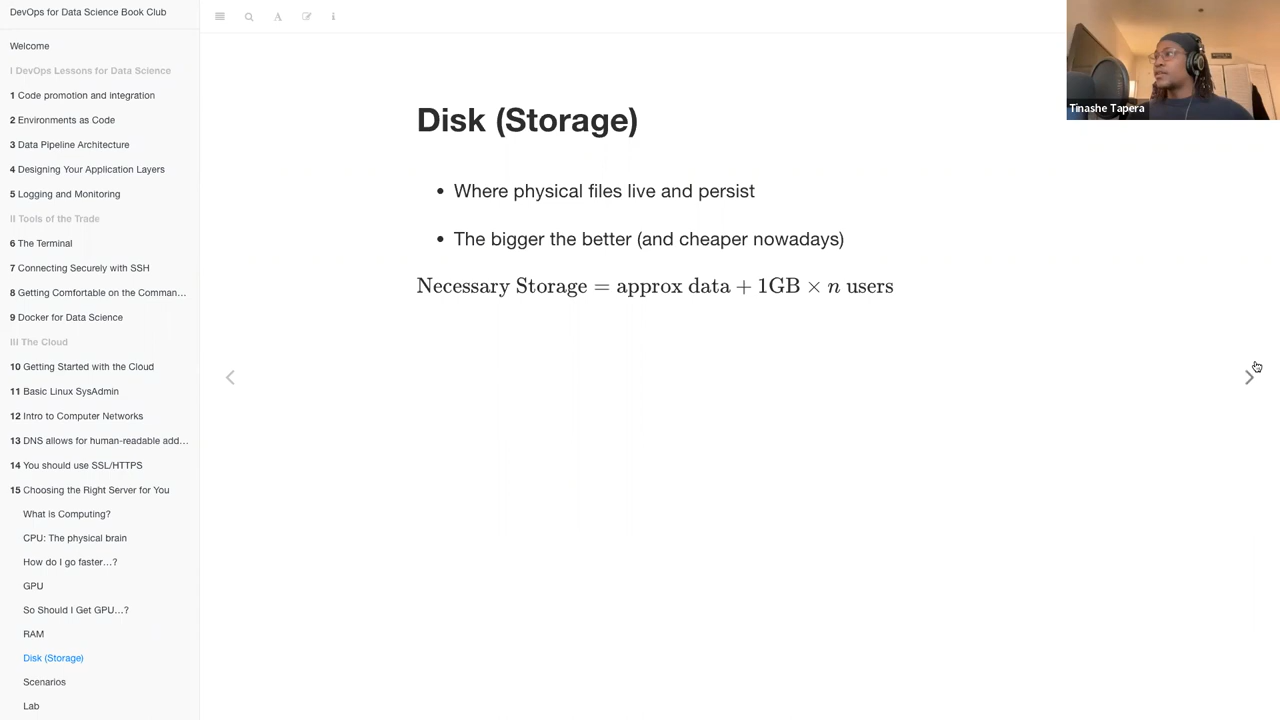 DevOps for Data Science Book Club
Welcome
I DevOps Lessons for Data Science
1 Code promotion and integration
2 Environments as Code
3 Data Pipeline Architecture
4 Designing Your Application Layers
5 Logging and Monitoring
II Tools of the Trade
6 The Terminal
7 Connecting Securely with SSH
8 Getting Comfortable on the Comman…
9 Docker for Data Science
III The Cloud
10 Getting Started with the Cloud
11 Basic Linux SysAdmin
12 Intro to Computer Networks
13 DNS allows for human-readable add…
14 You should use SSL/HTTPS
15 Choosing the Right Server for You
What is Computing?
CPU: The physical brain
How do I go faster…?
GPU
So Should I Get GPU…?
RAM
Disk (Storage)
Scenarios
Lab
A
i
Disk (Storage)
• Where physical files live and persist
• The bigger the better (and cheaper nowadays)
Necessary Storage = approx data + 1GB × n users
Tinashe Tapera